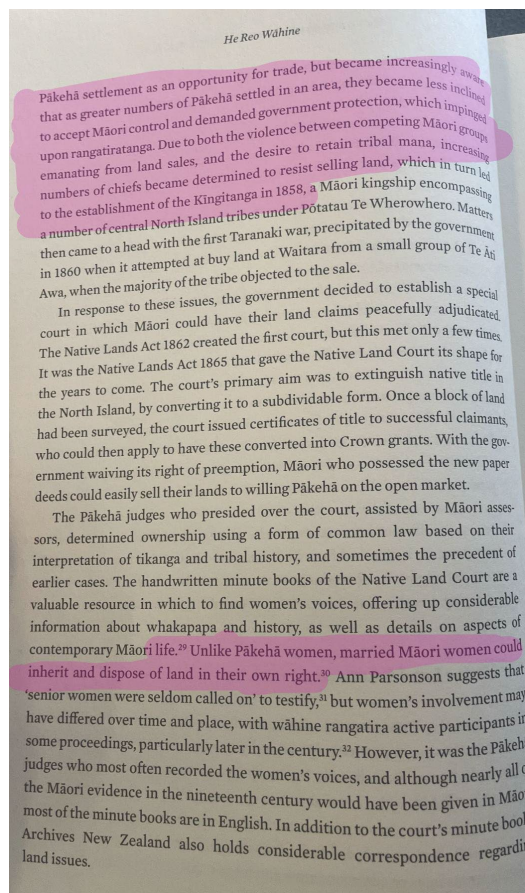 He Reo Wāhine
Pākehā settlement as an opportunity for trade, but became increasingly aware
that as greater numbers of Pākehā settled in an area, they became less inclined
to accept Māori control and demanded government protection, which impinged
upon rangatiratanga. Due to both the violence between competing Māori groups
emanating from land sales, and the desire to retain tribal mana, increasing
numbers of chiefs became determined to resist selling land, which in turn led
to the establishment of the Kīngitanga in 1858, a Māori kingship encompassing
a number of central North Island tribes under Pōtatau Te Wherowhero. Matters
then came to a head with the first Taranaki war, precipitated by the government
in 1860 when it attempted at buy land at Waitara from a small group of Te Āti
Awa, when the majority of the tribe objected to the sale.
In response to these issues, the government decided to establish a special
court in which Māori could have their land claims peacefully adjudicated.
The Native Lands Act 1862 created the first court, but this met only a few times.
It was the Native Lands Act 1865 that gave the Native Land Court its shape for
the years to come. The court's primary aim was to extinguish native title in
the North Island, by converting it to a subdividable form. Once a block of land
had been surveyed, the court issued certificates of title to successful claimants,
who could then apply to have these converted into Crown grants. With the gov-
ernment waiving its right of preemption, Māori who possessed the new paper
deeds could easily sell their lands to willing Pākehā on the open market.
The Pākehā judges who presided over the court, assisted by Māori asses-
sors, determined ownership using a form of common law based on their
interpretation of tikanga and tribal history, and sometimes the precedent of
earlier cases. The handwritten minute books of the Native Land Court are a
valuable resource in which to find women's voices, offering up considerable
information about whakapapa and history, as well as details on aspects of
contemporary Māori life.²⁹ Unlike Pākehā women, married Māori women could
inherit and dispose of land in their own right.³⁰ Ann Parsonson suggests that
'senior women were seldom called on' to testify,³¹ but women's involvement may
have differed over time and place, with wāhine rangatira active participants in
some proceedings, particularly later in the century.³² However, it was the Pākeh
judges who most often recorded the women's voices, and although nearly all
the Māori evidence in the nineteenth century would have been given in Māo
most of the minute books are in English. In addition to the court's minute boo
Archives New Zealand also holds considerable correspondence regardi
land issues.